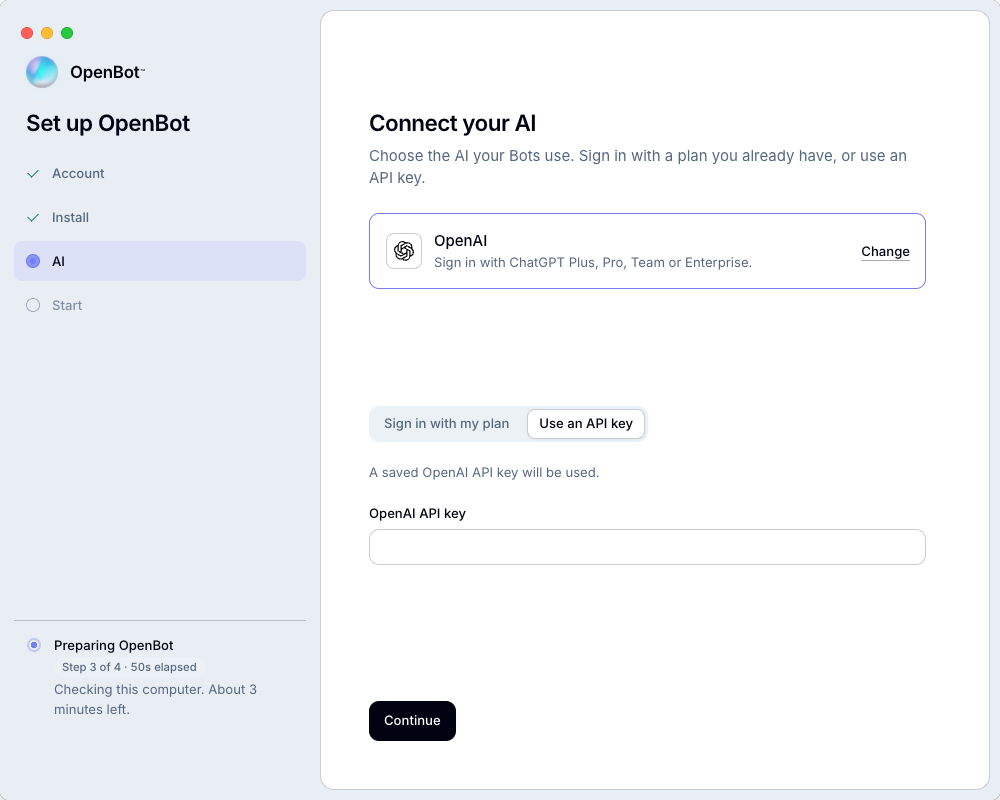 OpenBot™
Set up OpenBot
Account
Install
AI
Start
Preparing OpenBot
Step 3 of 4 · 50s elapsed
Checking this computer. About 3
minutes left.
Connect your AI
Choose the AI your Bots use. Sign in with a plan you already have, or use an
API key.
OpenAI
Sign in with ChatGPT Plus, Pro, Team or Enterprise.
Change
Sign in with my plan
Use an API key
A saved OpenAI API key will be used.
OpenAI API key
Continue